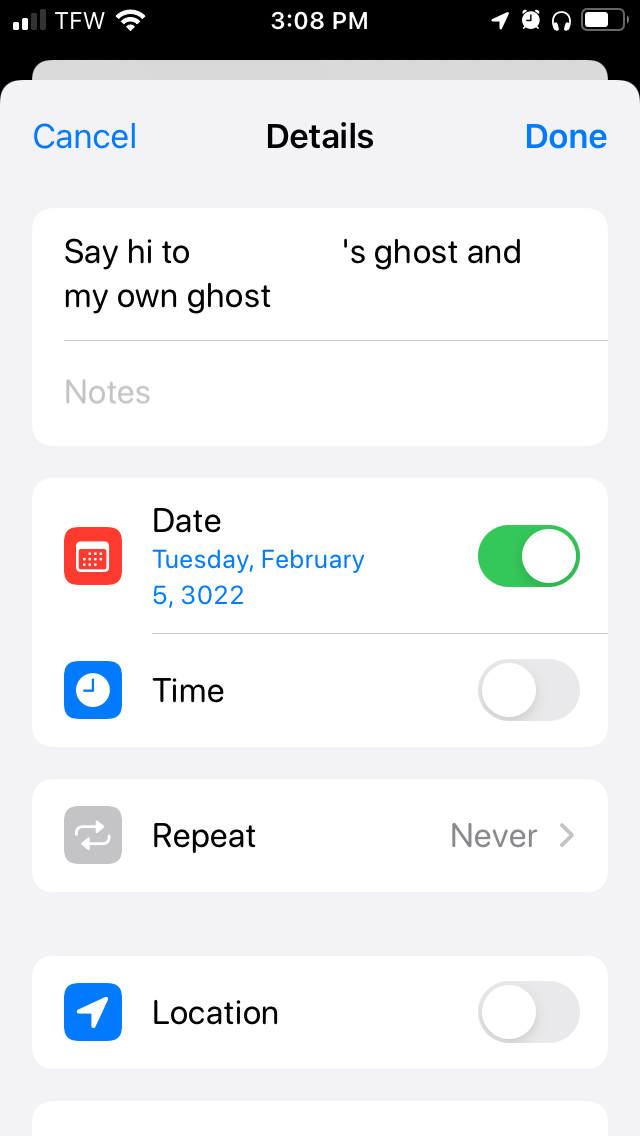 TFW 3:08 PM
Cancel Details Done
Say hi to 's ghost and
my own ghost
Notes
Date
Tuesday, February
5, 3022
Time
Repeat Never
Location